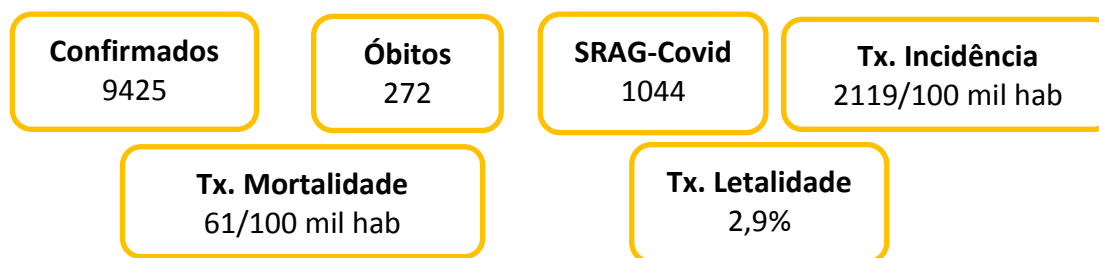 Confirmados
9425
Óbitos
272
SRAG-Covid
1044
Tx. Incidência
2119/100 mil hab
Tx. Mortalidade
61/100 mil hab
Tx. Letalidade
2,9%